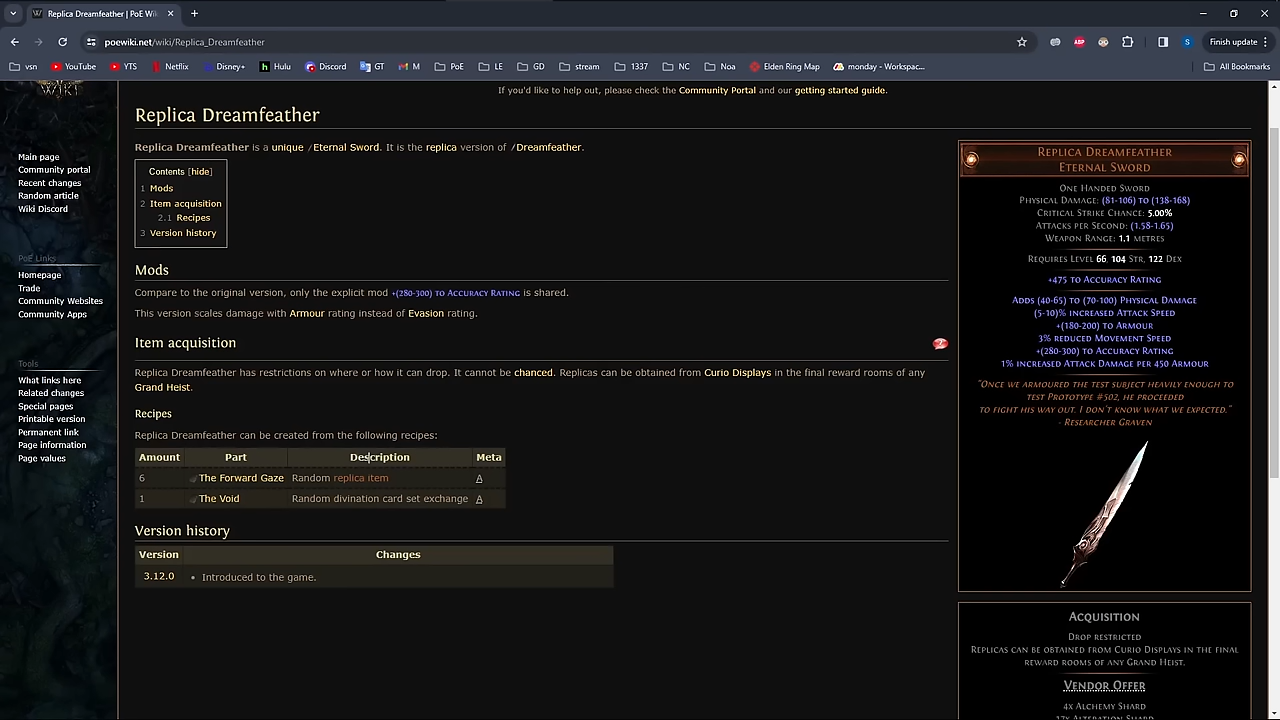 Replica Dreamfeather | PoE Wi
poewiki.net/wiki/Replica_Dreamfeather
ABP
S
Finish update
vsn YouTube YTS Netflix Disney+ Hulu Discord GT M PoE LE GD stream 1337 NC Noa Elden Ring Map monday - Workspac... All Bookmarks
WIKI
If you'd like to help out, please check the Community Portal and our getting started guide.
Replica Dreamfeather
Main page
Community portal
Recent changes
Random article
Wiki Discord
PoE Links
Homepage
Trade
Community Websites
Community Apps
Tools
What links here
Related changes
Special pages
Printable version
Permanent link
Page information
Page values
Replica Dreamfeather is a unique Eternal Sword. It is the replica version of Dreamfeather.
Contents [hide]
1 Mods
2 Item acquisition
2.1 Recipes
3 Version history
Mods
Compare to the original version, only the explicit mod +(280-300) to Accuracy Rating is shared.
This version scales damage with Armour rating instead of Evasion rating.
Item acquisition
Replica Dreamfeather has restrictions on where or how it can drop. It cannot be chanced. Replicas can be obtained from Curio Displays in the final reward rooms of any
Grand Heist.
Recipes
Replica Dreamfeather can be created from the following recipes:
Amount Part Description Meta
6 The Forward Gaze Random replica item Δ
1 The Void Random divination card set exchange Δ
Version history
Version Changes
3.12.0 • Introduced to the game.
Replica Dreamfeather
Eternal Sword
One Handed Sword
Physical Damage: (81-106) to (138-168)
Critical Strike Chance: 5.00%
Attacks per Second: (1.58-1.65)
Weapon Range: 1.1 metres
Requires Level 66, 104 Str, 122 Dex
+475 to Accuracy Rating
Adds (40-65) to (70-100) Physical Damage
(5-10)% increased Attack Speed
+(180-200) to Armour
3% reduced Movement Speed
+(280-300) to Accuracy Rating
1% increased Attack Damage per 450 Armour
"Once we armoured the test subject heavily enough to
test Prototype #502, he proceeded
to fight his way out. I don't know what we expected."
- Researcher Graven
Acquisition
Drop restricted
Replicas can be obtained from Curio Displays in the final
reward rooms of any Grand Heist.
Vendor Offer
4x Alchemy Shard